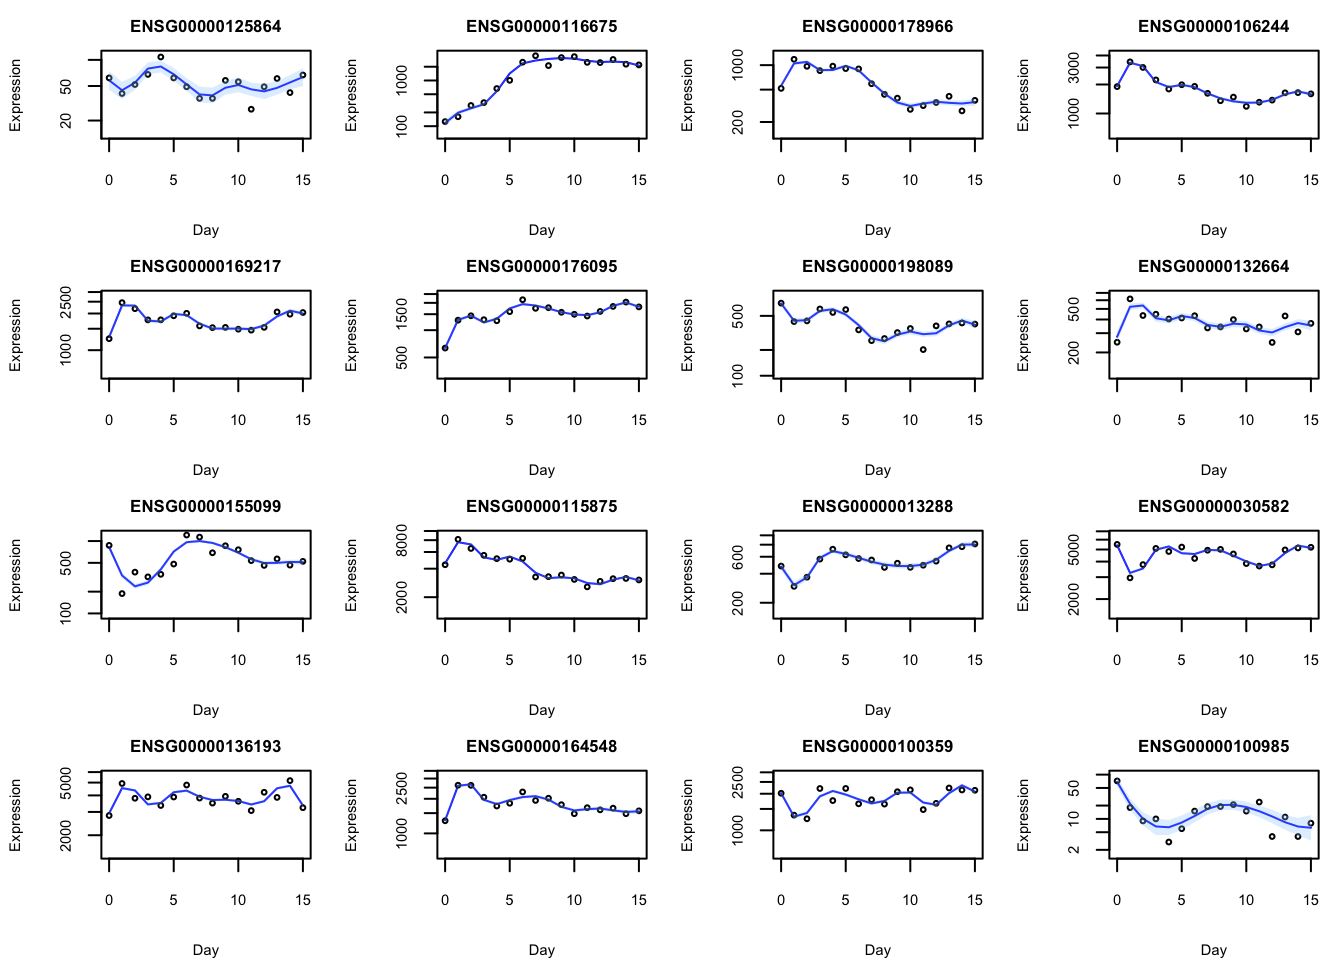 ENSG00000125864
Expression
50
20
0 5 10 15
Day
ENSG00000116675
Expression
1000
100
0 5 10 15
Day
ENSG00000178966
Expression
1000
200
0 5 10 15
Day
ENSG00000106244
Expression
3000
1000
0 5 10 15
Day
ENSG00000169217
Expression
2500
1000
0 5 10 15
Day
ENSG00000176095
Expression
1500
500
0 5 10 15
Day
ENSG00000198089
Expression
500
100
0 5 10 15
Day
ENSG00000132664
Expression
500
200
0 5 10 15
Day
ENSG00000155099
Expression
500
100
0 5 10 15
Day
ENSG00000115875
Expression
8000
2000
0 5 10 15
Day
ENSG00000013288
Expression
600
200
0 5 10 15
Day
ENSG00000030582
Expression
5000
2000
0 5 10 15
Day
ENSG00000136193
Expression
5000
2000
0 5 10 15
Day
ENSG00000164548
Expression
2500
1000
0 5 10 15
Day
ENSG00000100359
Expression
2500
1000
0 5 10 15
Day
ENSG00000100985
Expression
50
10
2
0 5 10 15
Day